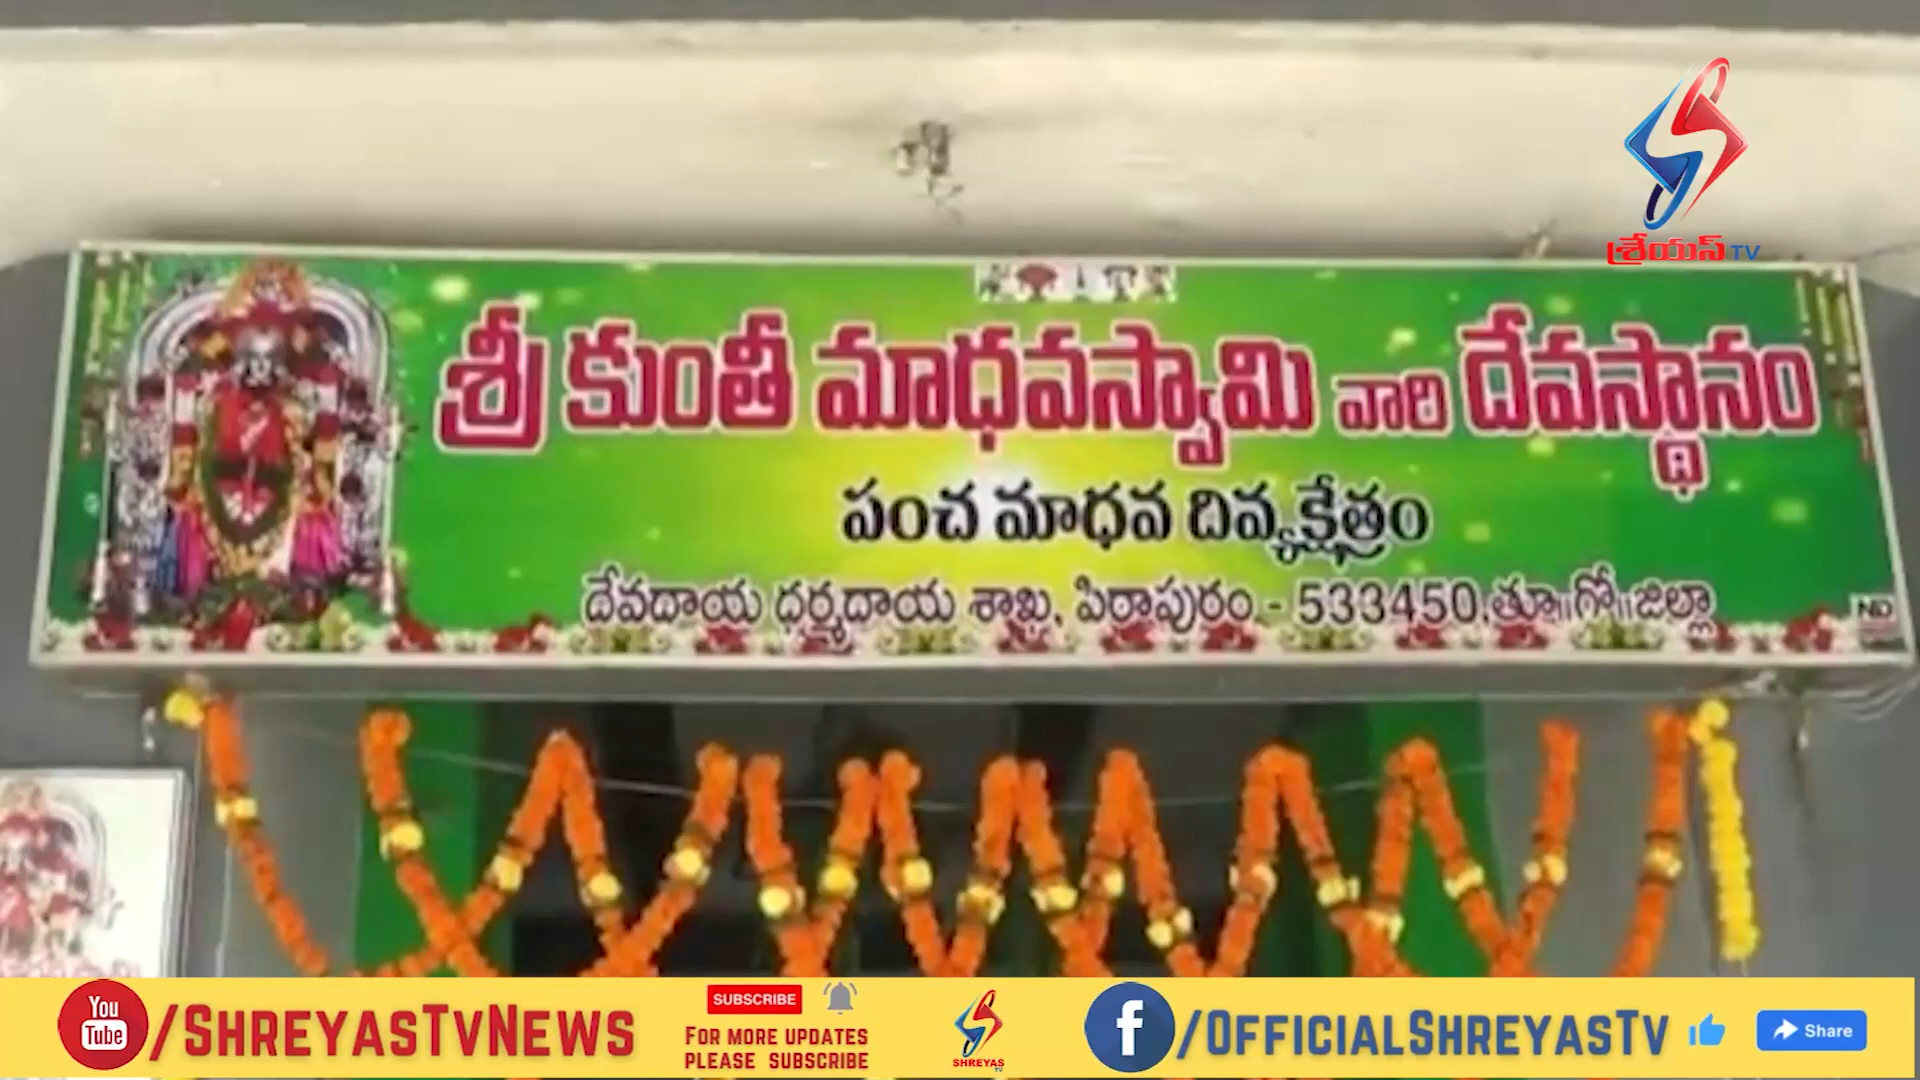 శ్రేయస్ TV
శ్రీ కుంతీ మాధవస్వామి వారి దేవస్థానం
పంచ మాధవ దివ్యక్షేత్రం
దేవదాయ ధర్మదాయ శాఖ, పిఠాపురం - 533450, తూ॥గో॥జిల్లా
ND
You Tube /SHREYASTVNEWS
SUBSCRIBE
FOR MORE UPDATES
PLEASE SUBSCRIBE
SHREYAS TV
f /OFFICIALSHREYASTV
Share